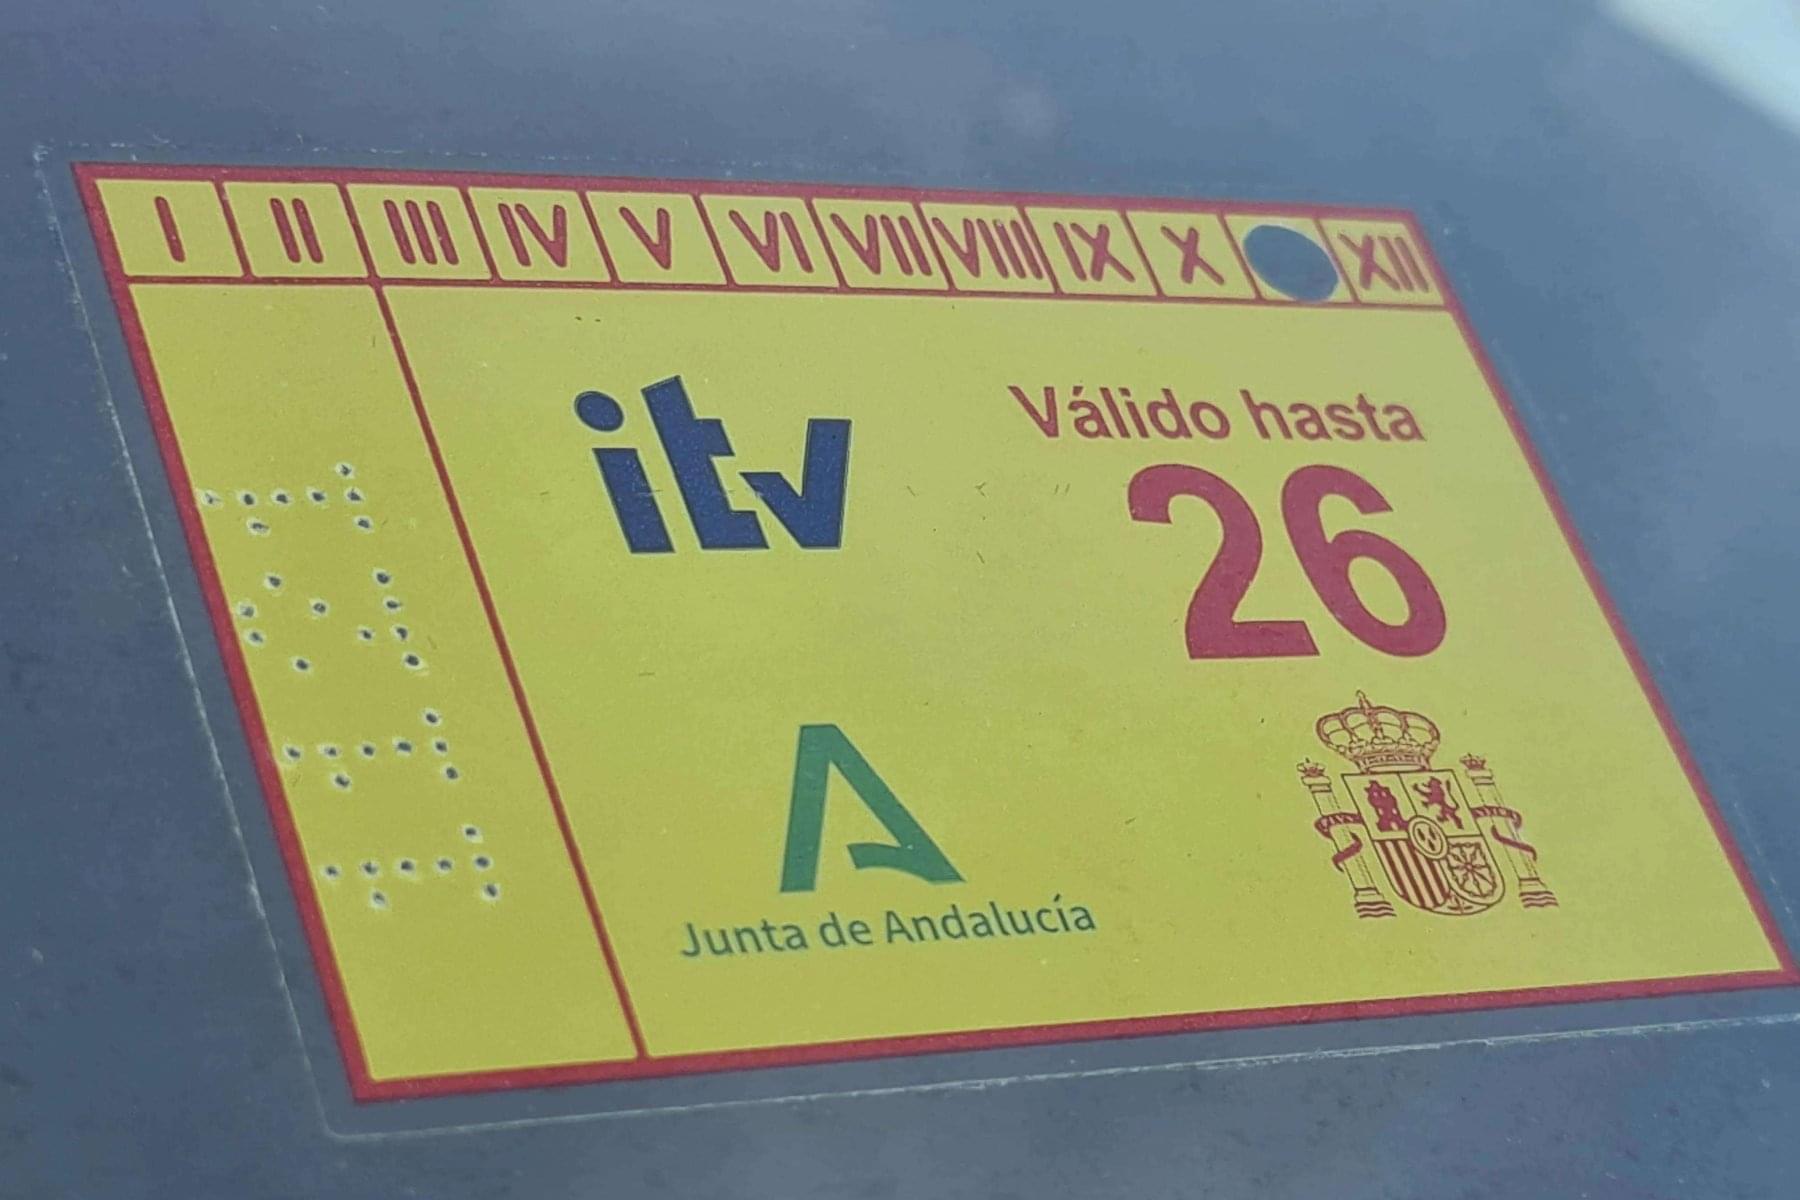 I II III IV V VI VII VIII IX X XII
itv
Válido hasta
26
Junta de Andalucía